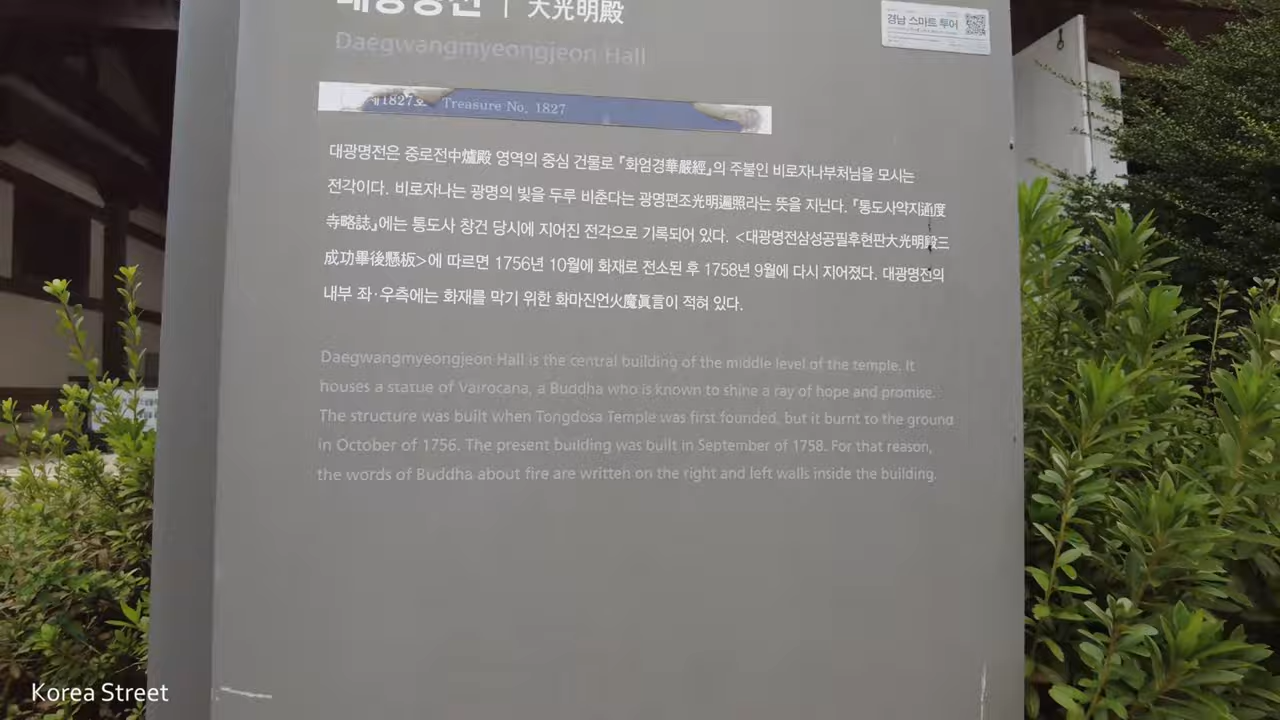 대광명전 | 大光明殿
Daegwangmyeongjeon Hall
경남 스마트 투어
제1827호 Treasure No. 1827
대광명전은 중로전中爐殿 영역의 중심 건물로 『화엄경華嚴經』의 주불인 비로자나부처님을 모시는
전각이다. 비로자나는 광명의 빛을 두루 비춘다는 광명편조光明遍照라는 뜻을 지닌다. 『통도사약지通度
寺略誌』에는 통도사 창건 당시에 지어진 전각으로 기록되어 있다. <대광명전삼성공필후현판大光明殿三
成功畢後懸板>에 따르면 1756년 10월에 화재로 전소된 후 1758년 9월에 다시 지어졌다. 대광명전의
내부 좌·우측에는 화재를 막기 위한 화마진언火魔眞言이 적혀 있다.
Daegwangmyeongjeon Hall is the central building of the middle level of the temple. It
houses a statue of Vairocana, a Buddha who is known to shine a ray of hope and promise.
The structure was built when Tongdosa Temple was first founded, but it burnt to the ground
in October of 1756. The present building was built in September of 1758. For that reason,
the words of Buddha about fire are written on the right and left walls inside the building.
Korea Street